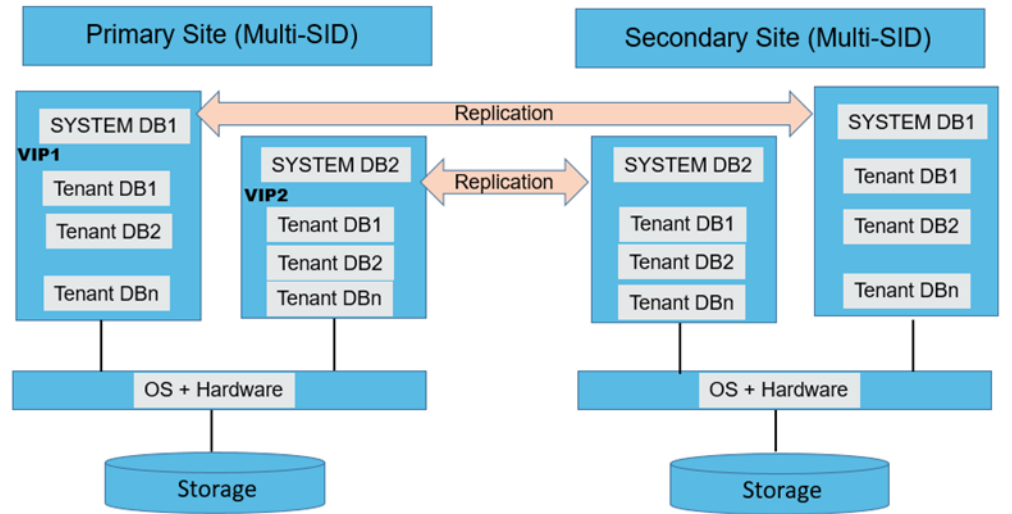 Primary Site (Multi-SID)
Secondary Site (Multi-SID)
Replication
SYSTEM DB1
VIP1
Tenant DB1
Tenant DB2
Tenant DBn
SYSTEM DB2
VIP2
Tenant DB1
Tenant DB2
Tenant DBn
Replication
SYSTEM DB2
Tenant DB1
Tenant DB2
Tenant DBn
SYSTEM DB1
Tenant DB1
Tenant DB2
Tenant DBn
OS + Hardware
OS + Hardware
Storage
Storage